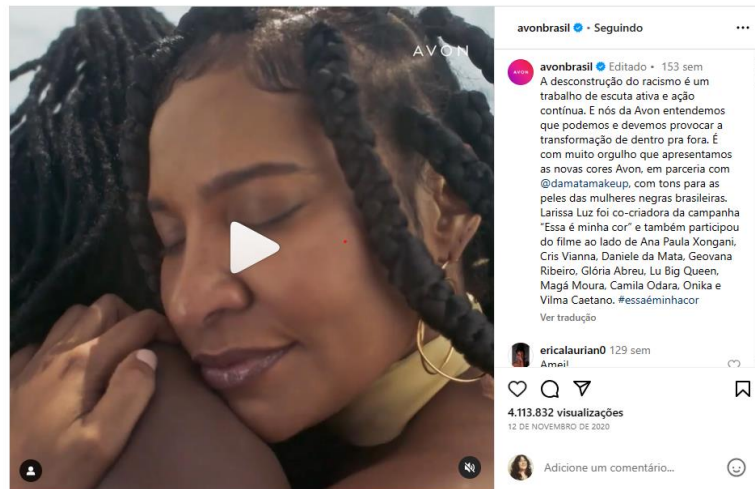 AVON
avonbrasil • Seguindo
AVON
avonbrasil Editado • 153 sem
A desconstrução do racismo é um
trabalho de escuta ativa e ação
contínua. E nós da Avon entendemos
que podemos e devemos provocar a
transformação de dentro pra fora. É
com muito orgulho que apresentamos
as novas cores Avon, em parceria com
@damatamakeup, com tons para as
peles das mulheres negras brasileiras.
Larissa Luz foi co-criadora da campanha
"Essa é minha cor" e também participou
do filme ao lado de Ana Paula Xongani,
Cris Vianna, Daniele da Mata, Geovana
Ribeiro, Glória Abreu, Lu Big Queen,
Magá Moura, Camila Odara, Onika e
Vilma Caetano. #essaéminhacor
Ver tradução
ericalaurian0 129 sem
Amei!
4.113.832 visualizações
12 DE NOVEMBRO DE 2020
Adicione um comentário...